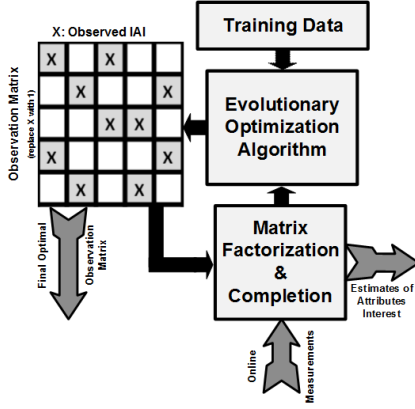 X: Observed IAI
Observation Matrix
(replace X with 1)
X X
X X
X X
X X
X X
Training Data
Evolutionary
Optimization
Algorithm
Matrix
Factorization
&
Completion
Final Optimal
Observation
Matrix
Estimates of
Attributes
Interest
Online
Measurements